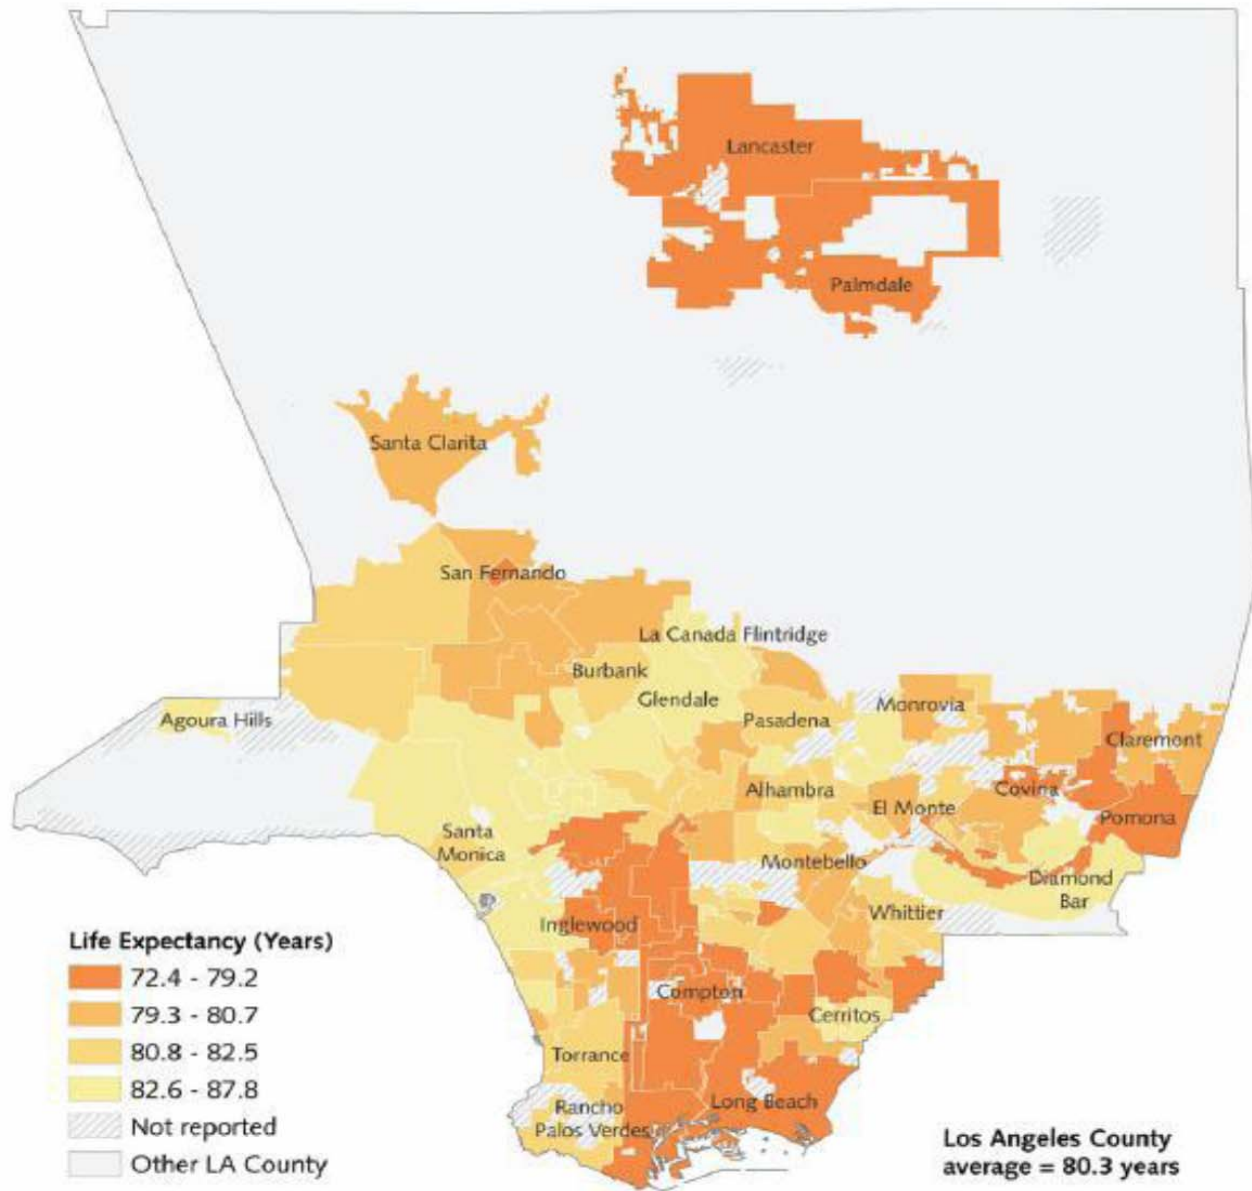 Lancaster
Palmdale
Santa Clarita
San Fernando
La Canada Flintridge
Burbank
Glendale
Agoura Hills
Pasadena
Monrovia
Claremont
Alhambra
Covina
El Monte
Pomona
Santa
Monica
Montebello
Diamond
Bar
Whittier
Inglewood
Compton
Cerritos
Torrance
Long Beach
Rancho
Palos Verdes
Life Expectancy (Years)
72.4 - 79.2
79.3 - 80.7
80.8 - 82.5
82.6 - 87.8
Not reported
Other LA County
Los Angeles County
average = 80.3 years